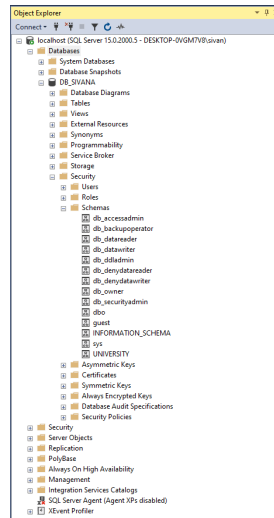 Object Explorer
Connect
localhost (SQL Server 15.0.2000.5 - DESKTOP-0VGM7V8\sivan)
Databases
System Databases
Database Snapshots
DB_SIVANA
Database Diagrams
Tables
Views
External Resources
Synonyms
Programmability
Service Broker
Storage
Security
Users
Roles
Schemas
db_accessadmin
db_backupoperator
db_datareader
db_datawriter
db_ddladmin
db_denydatareader
db_denydatawriter
db_owner
db_securityadmin
dbo
guest
INFORMATION_SCHEMA
sys
UNIVERSITY
Asymmetric Keys
Certificates
Symmetric Keys
Always Encrypted Keys
Database Audit Specifications
Security Policies
Security
Server Objects
Replication
PolyBase
Always On High Availability
Management
Integration Services Catalogs
SQL Server Agent (Agent XPs disabled)
XEvent Profiler